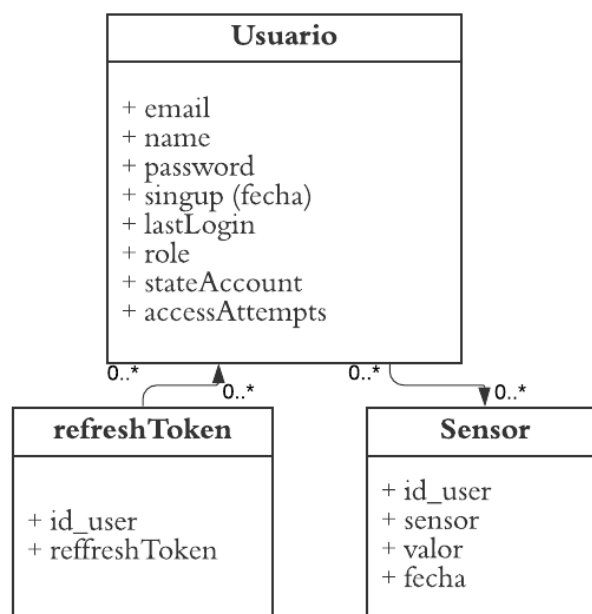 Usuario
+ email
+ name
+ password
+ singup (fecha)
+ lastLogin
+ role
+ stateAccount
+ accessAttempts
0..*
0..*
0..*
0..*
refreshToken
+ id_user
+ reffreshToken
Sensor
+ id_user
+ sensor
+ valor
+ fecha